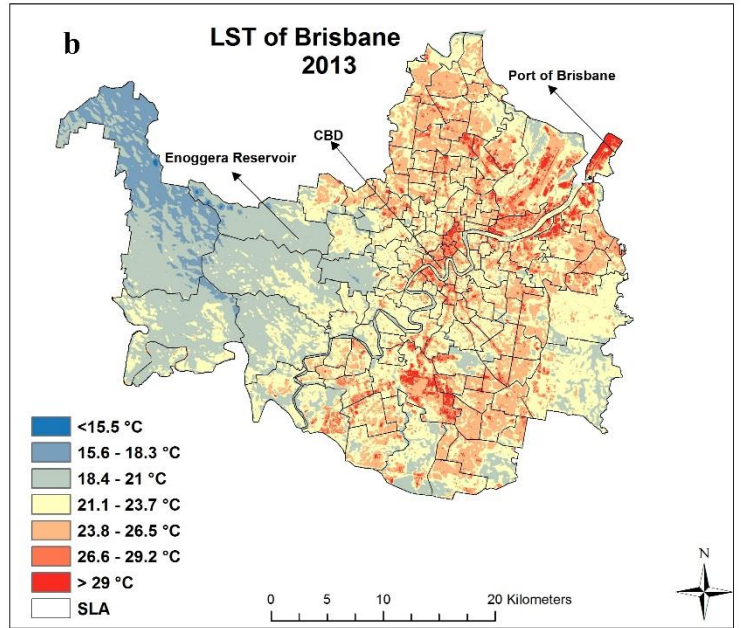 b
LST of Brisbane
2013
Port of Brisbane
CBD
Enoggera Reservoir
<15.5 °C
15.6 - 18.3 °C
18.4 - 21 °C
21.1 - 23.7 °C
23.8 - 26.5 °C
26.6 - 29.2 °C
> 29 °C
SLA
N
0 5 10 20 Kilometers